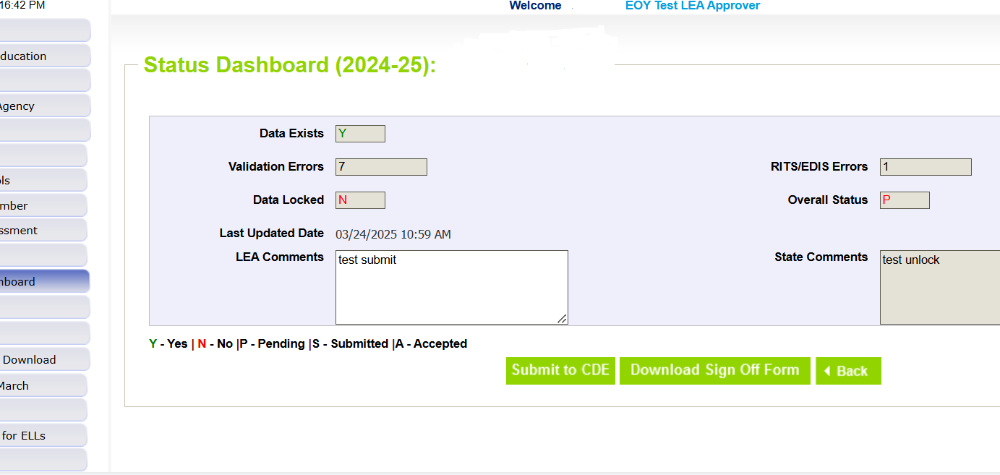 16:42 PM
Welcome EOY Test LEA Approver
ducation
Agency
ols
mber
ssment
hboard
Download
March
for ELLs
Status Dashboard (2024-25):
Data Exists Y
Validation Errors 7 RITS/EDIS Errors 1
Data Locked N Overall Status P
Last Updated Date 03/24/2025 10:59 AM
LEA Comments test submit State Comments test unlock
Y - Yes | N - No |P - Pending |S - Submitted |A - Accepted
Submit to CDE Download Sign Off Form Back